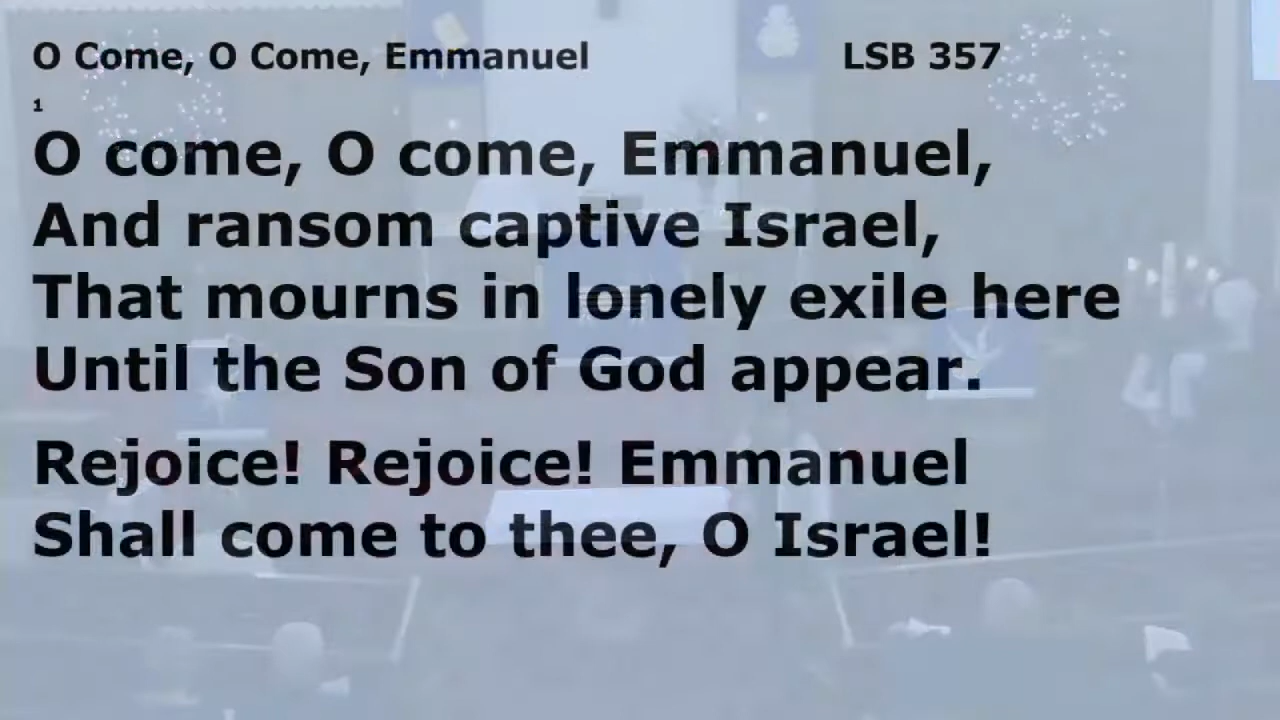 O Come, O Come, Emmanuel LSB 357
1
O come, O come, Emmanuel,
And ransom captive Israel,
That mourns in lonely exile here
Until the Son of God appear.
Rejoice! Rejoice! Emmanuel
Shall come to thee, O Israel!